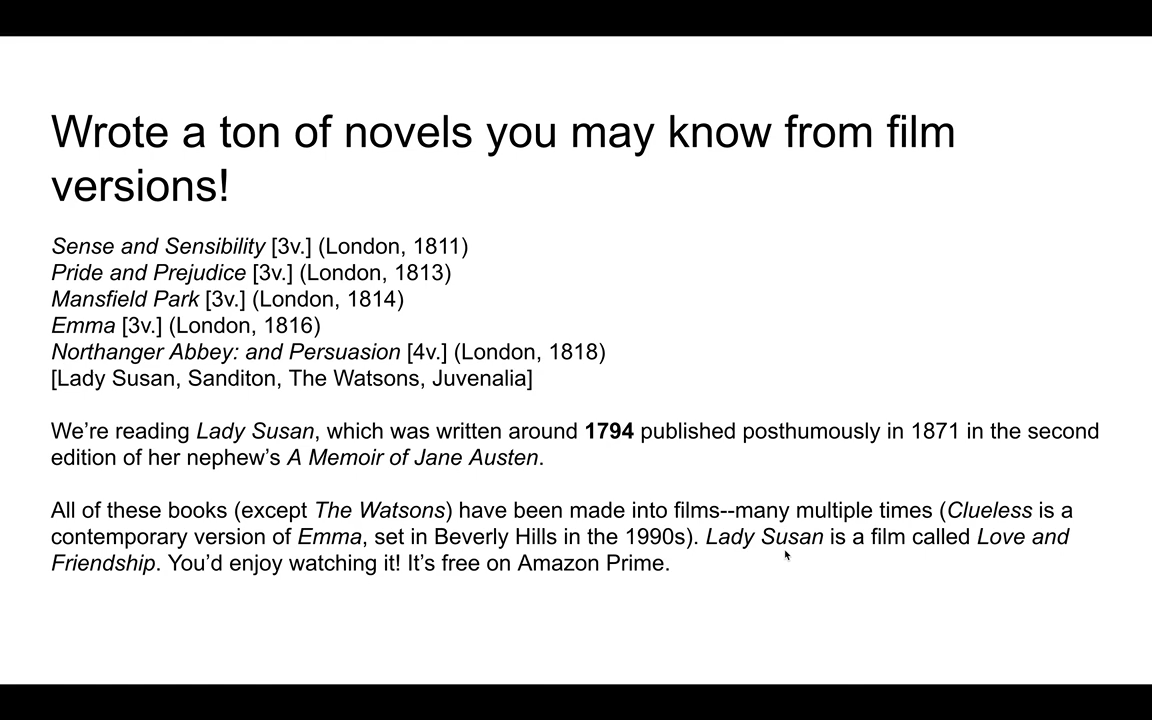 Wrote a ton of novels you may know from film
versions!
Sense and Sensibility [3v.] (London, 1811)
Pride and Prejudice [3v.] (London, 1813)
Mansfield Park [3v.] (London, 1814)
Emma [3v.] (London, 1816)
Northanger Abbey: and Persuasion [4v.] (London, 1818)
[Lady Susan, Sanditon, The Watsons, Juvenalia]
We’re reading Lady Susan, which was written around 1794 published posthumously in 1871 in the second
edition of her nephew’s A Memoir of Jane Austen.
All of these books (except The Watsons) have been made into films--many multiple times (Clueless is a
contemporary version of Emma, set in Beverly Hills in the 1990s). Lady Susan is a film called Love and
Friendship. You’d enjoy watching it! It’s free on Amazon Prime.